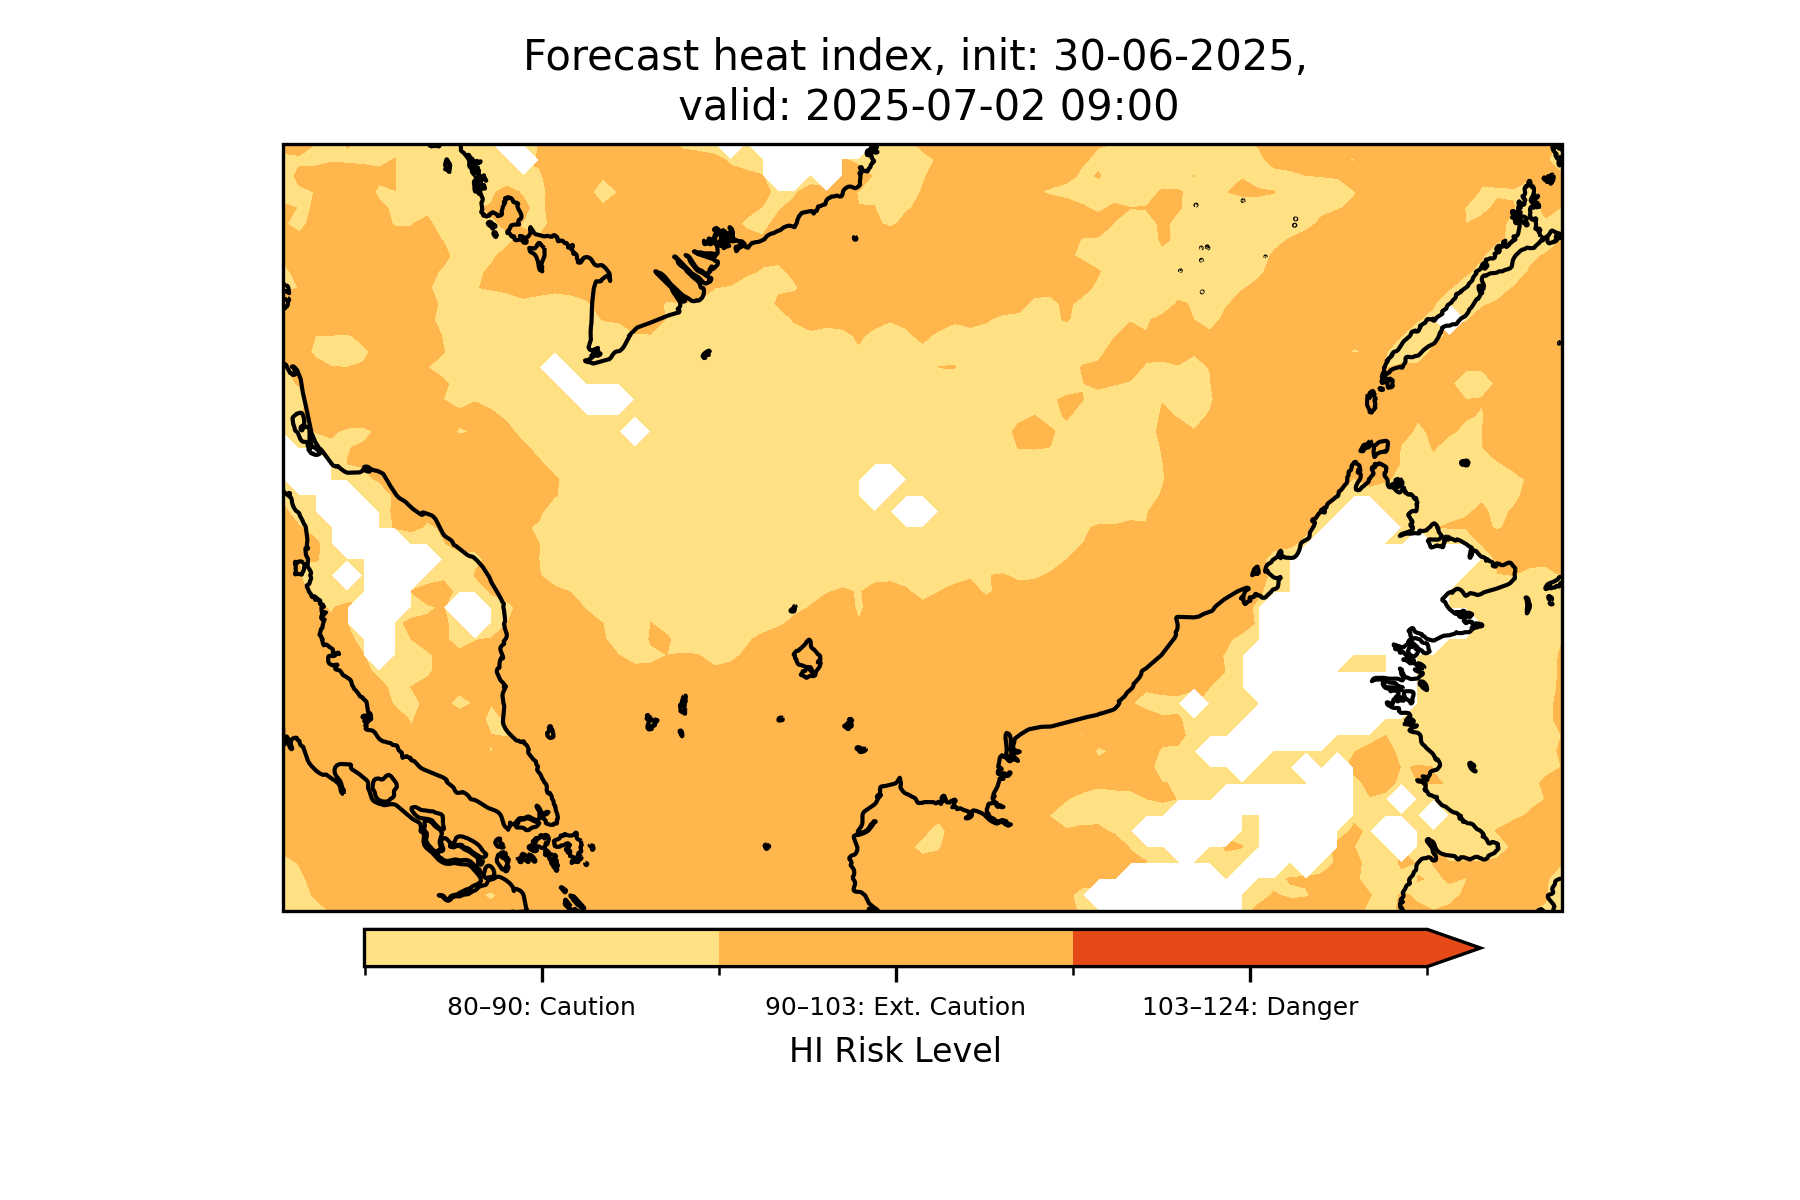 Forecast heat index, init: 30-06-2025,
valid: 2025-07-02 09:00
80–90: Caution
90–103: Ext. Caution
103–124: Danger
HI Risk Level